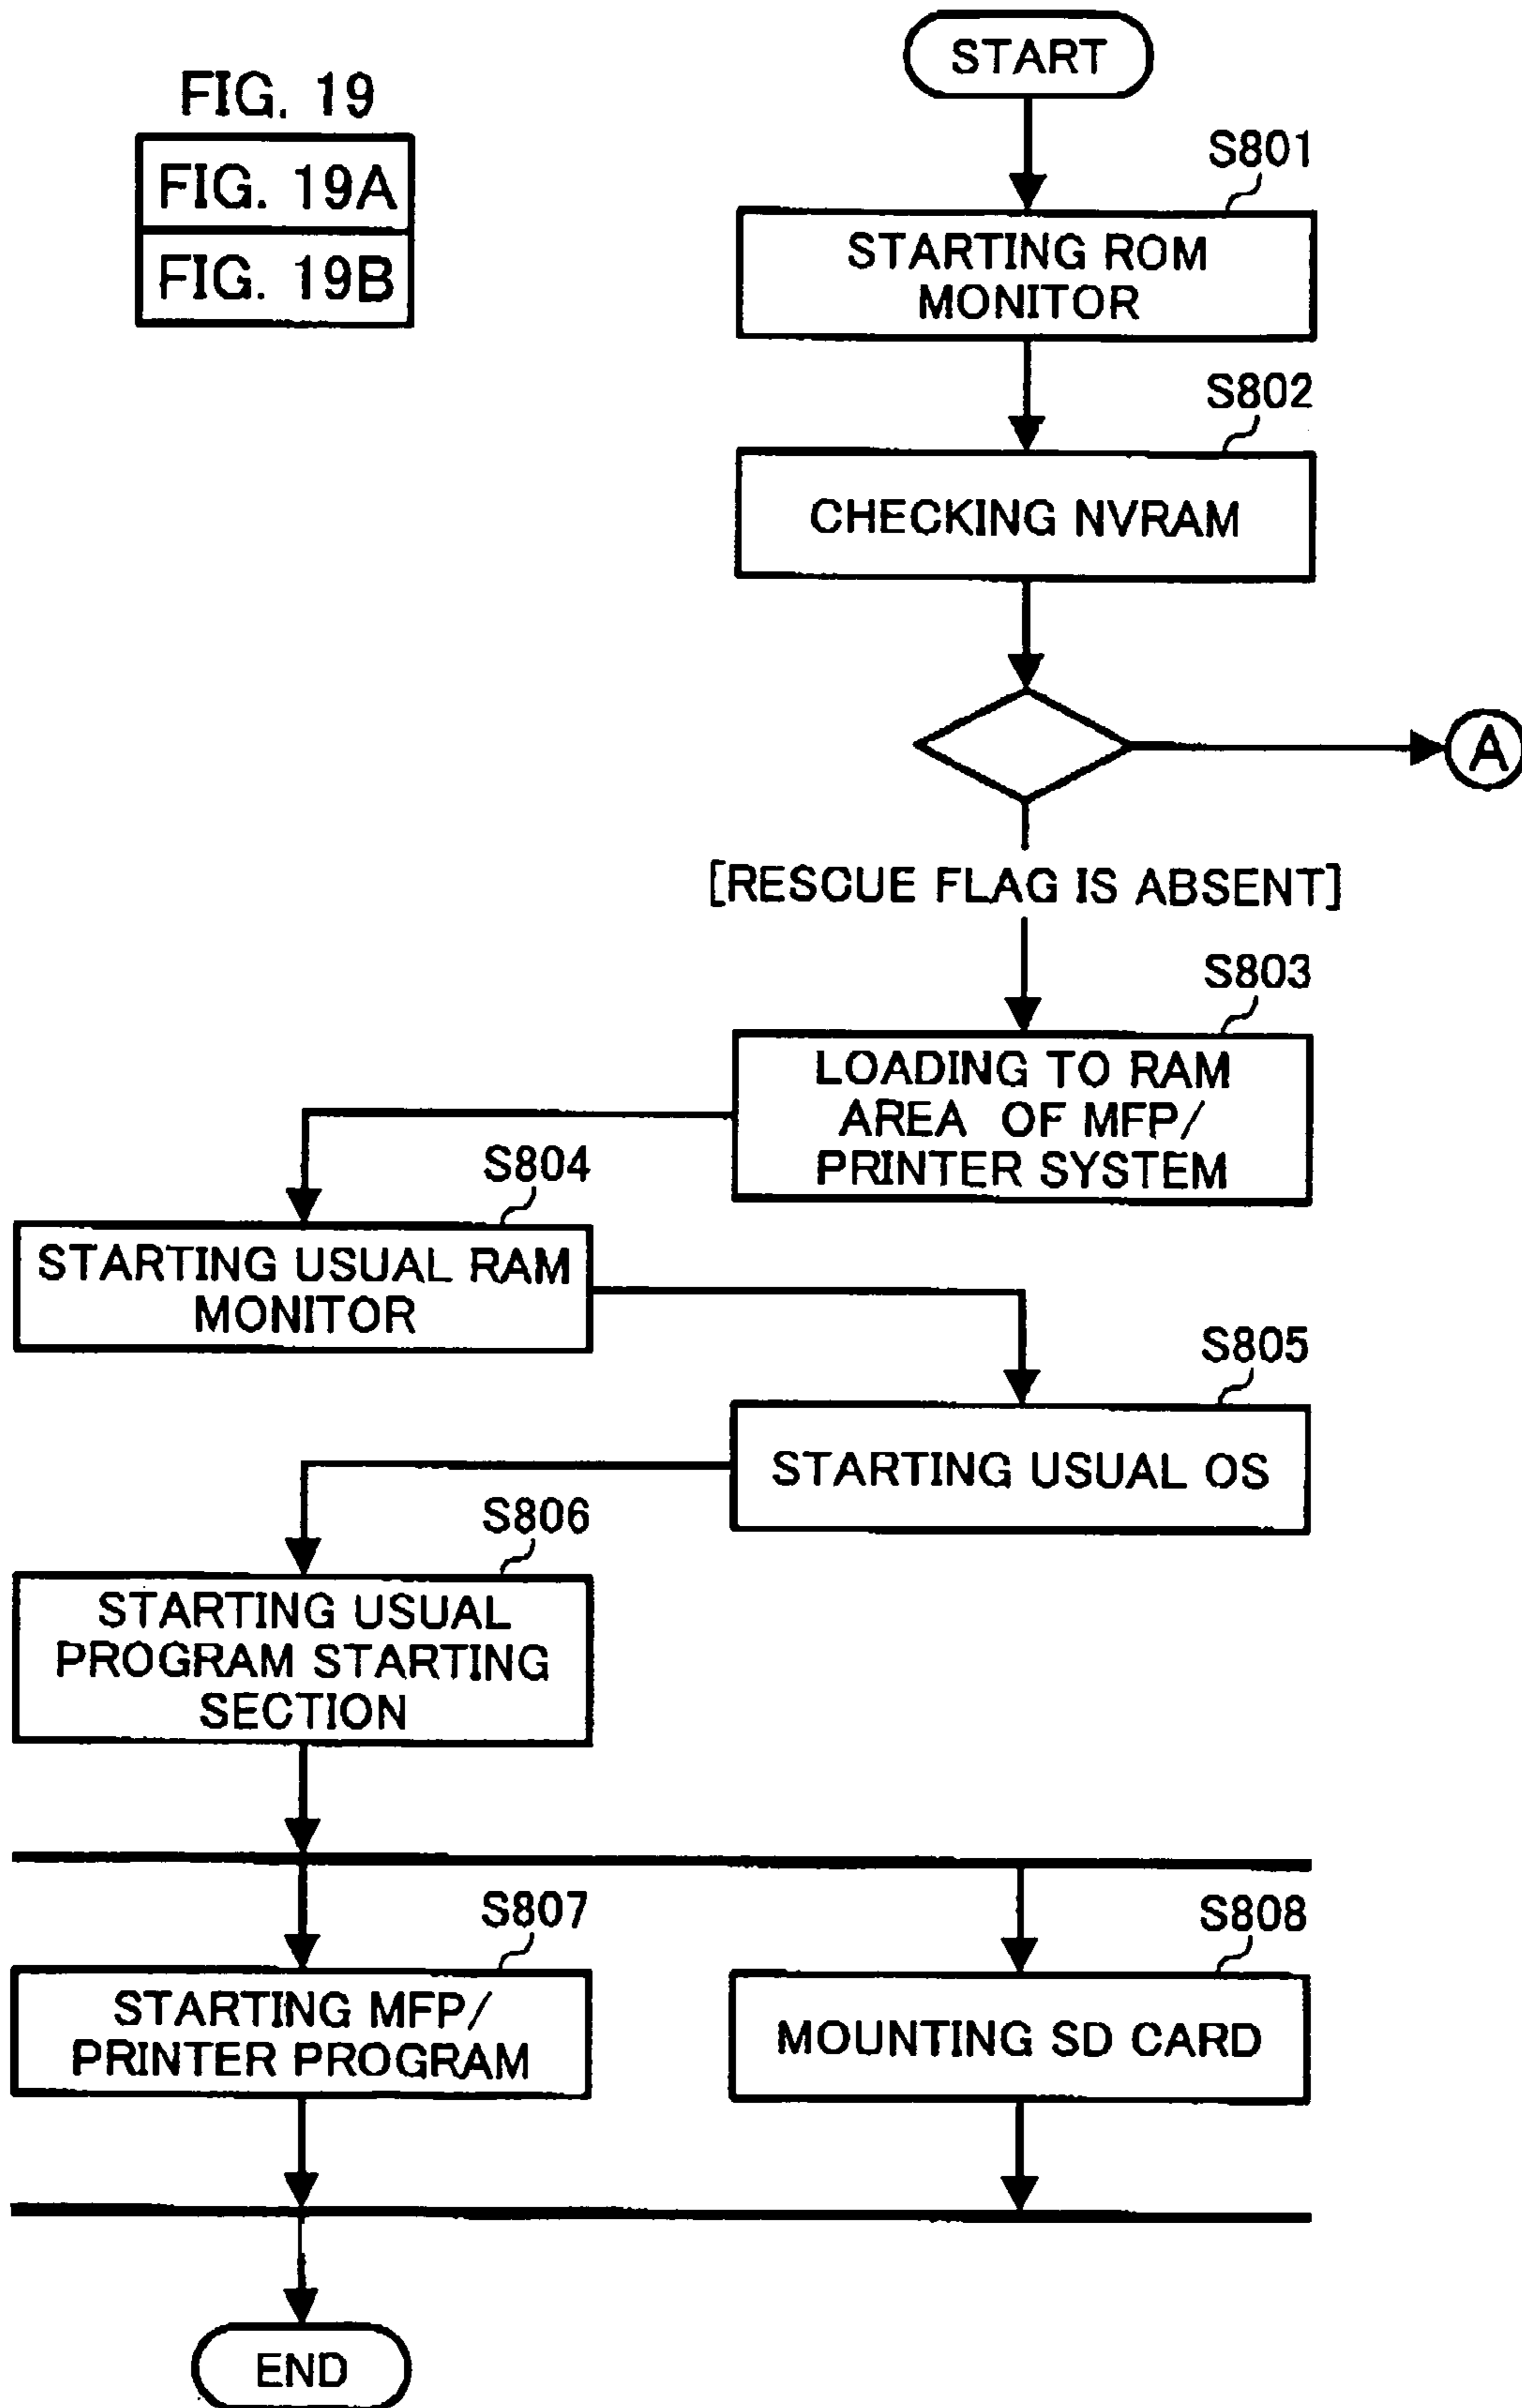 FIG. 19
FIG. 19A
FIG. 19B
START
S801
STARTING ROM
MONITOR
S802
CHECKING NVRAM
A
[RESCUE FLAG IS ABSENT]
S803
LOADING TO RAM
AREA OF MFP/
PRINTER SYSTEM
S804
STARTING USUAL RAM
MONITOR
S805
STARTING USUAL OS
S806
STARTING USUAL
PROGRAM STARTING
SECTION
S807
STARTING MFP/
PRINTER PROGRAM
S808
MOUNTING SD CARD
END